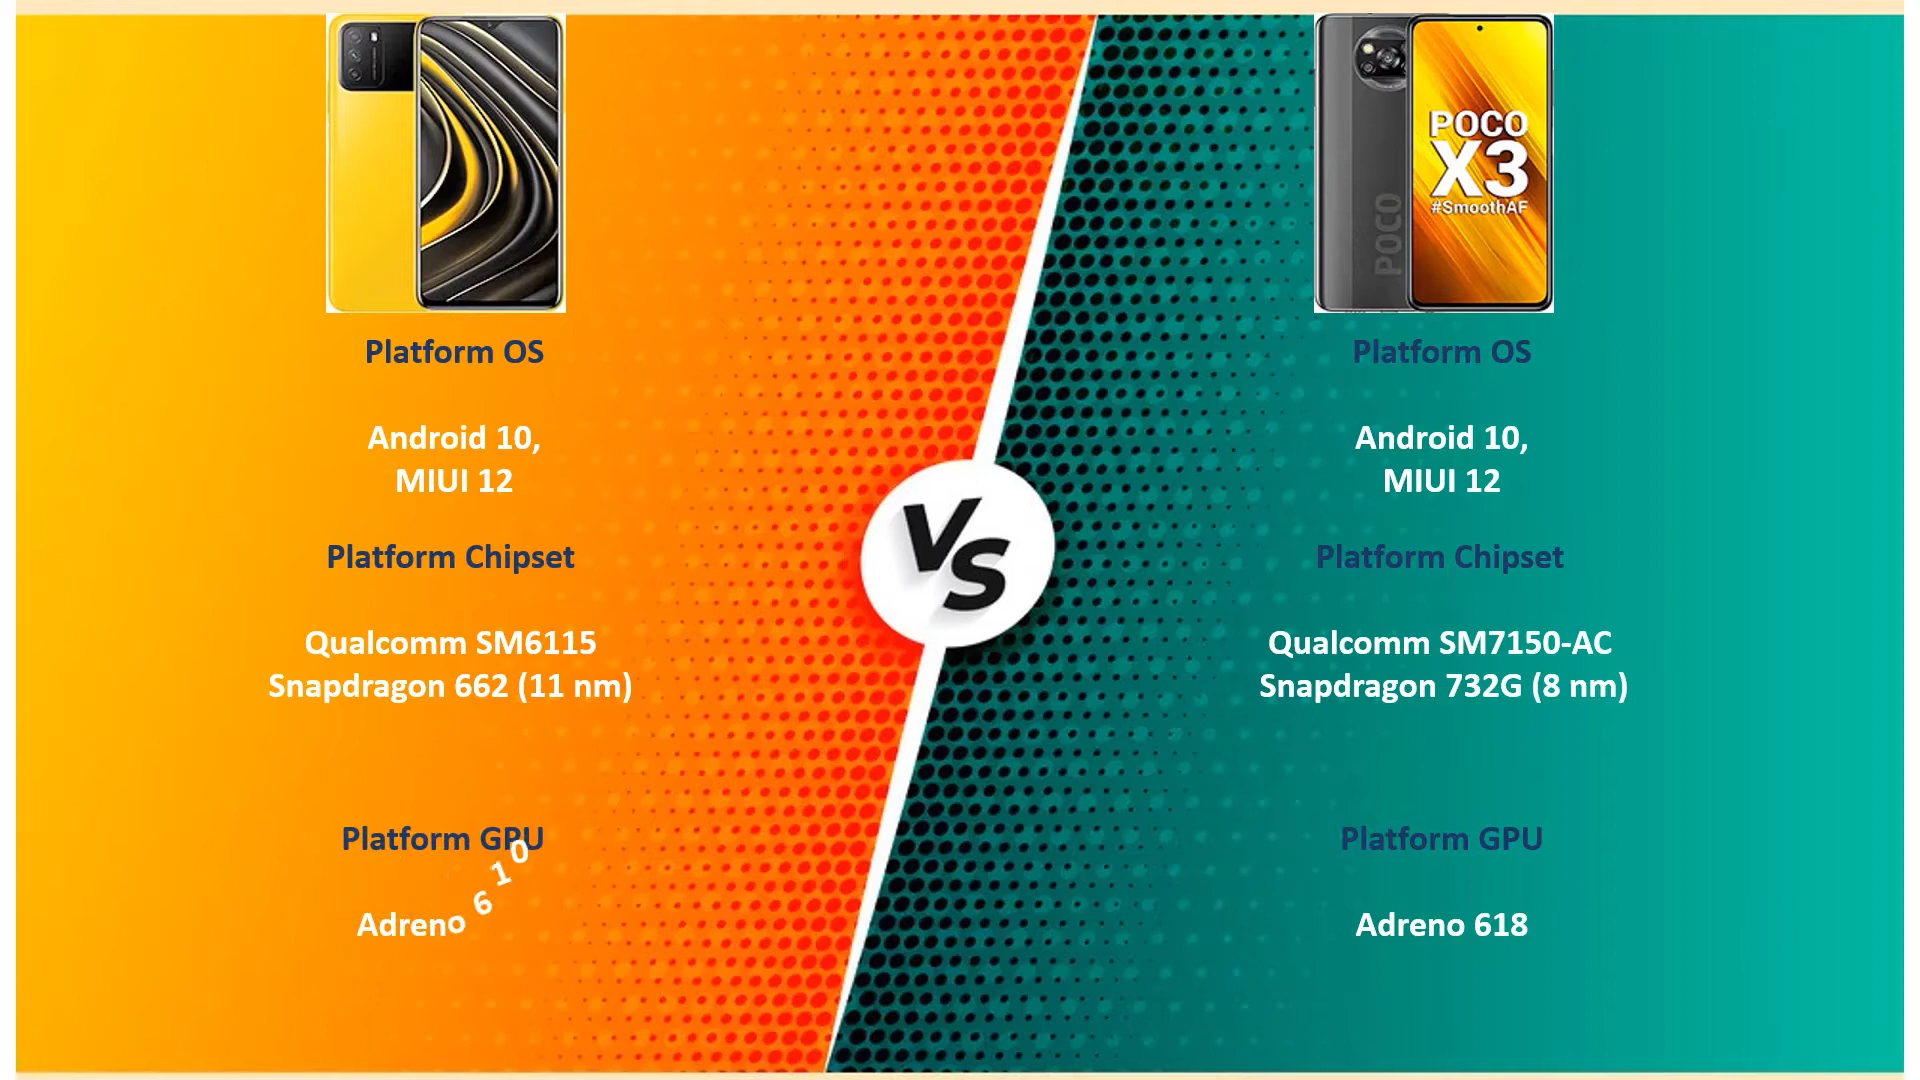 POCO
X3
#SmoothAF
POCO
Platform OS
Android 10,
MIUI 12
Platform Chipset
Qualcomm SM6115
Snapdragon 662 (11 nm)
Platform GPU
Adreno 610
VS
Platform OS
Android 10,
MIUI 12
Platform Chipset
Qualcomm SM7150-AC
Snapdragon 732G (8 nm)
Platform GPU
Adreno 618